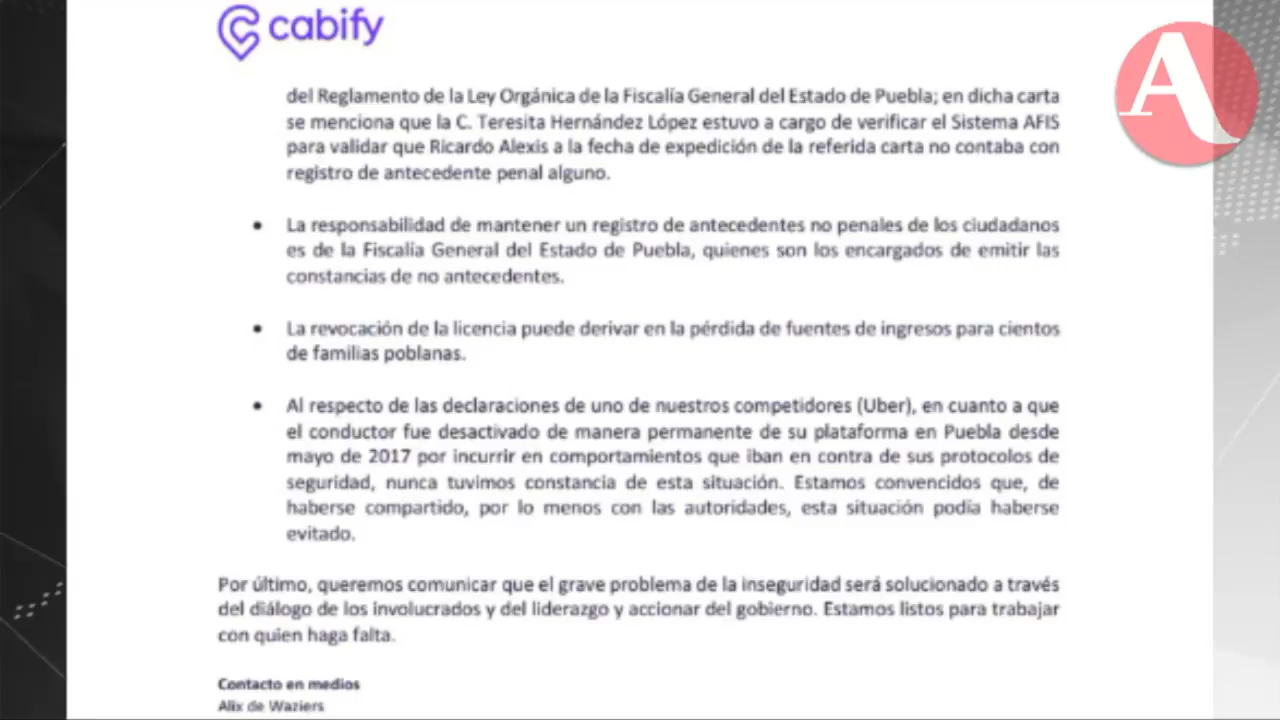 cabify
A
del Reglamento de la Ley Orgánica de la Fiscalía General del Estado de Puebla; en dicha carta
se menciona que la C. Teresita Hernández López estuvo a cargo de verificar el Sistema AFIS
para validar que Ricardo Alexis a la fecha de expedición de la referida carta no contaba con
registro de antecedente penal alguno.
• La responsabilidad de mantener un registro de antecedentes no penales de los ciudadanos
es de la Fiscalía General del Estado de Puebla, quienes son los encargados de emitir las
constancias de no antecedentes.
• La revocación de la licencia puede derivar en la pérdida de fuentes de ingresos para cientos
de familias poblanas.
• Al respecto de las declaraciones de uno de nuestros competidores (Uber), en cuanto a que
el conductor fue desactivado de manera permanente de su plataforma en Puebla desde
mayo de 2017 por incurrir en comportamientos que iban en contra de sus protocolos de
seguridad, nunca tuvimos constancia de esta situación. Estamos convencidos que, de
haberse compartido, por lo menos con las autoridades, esta situación podía haberse
evitado.
Por último, queremos comunicar que el grave problema de la inseguridad será solucionado a través
del diálogo de los involucrados y del liderazgo y accionar del gobierno. Estamos listos para trabajar
con quien haga falta.
Contacto en medios
Alix de Waziers